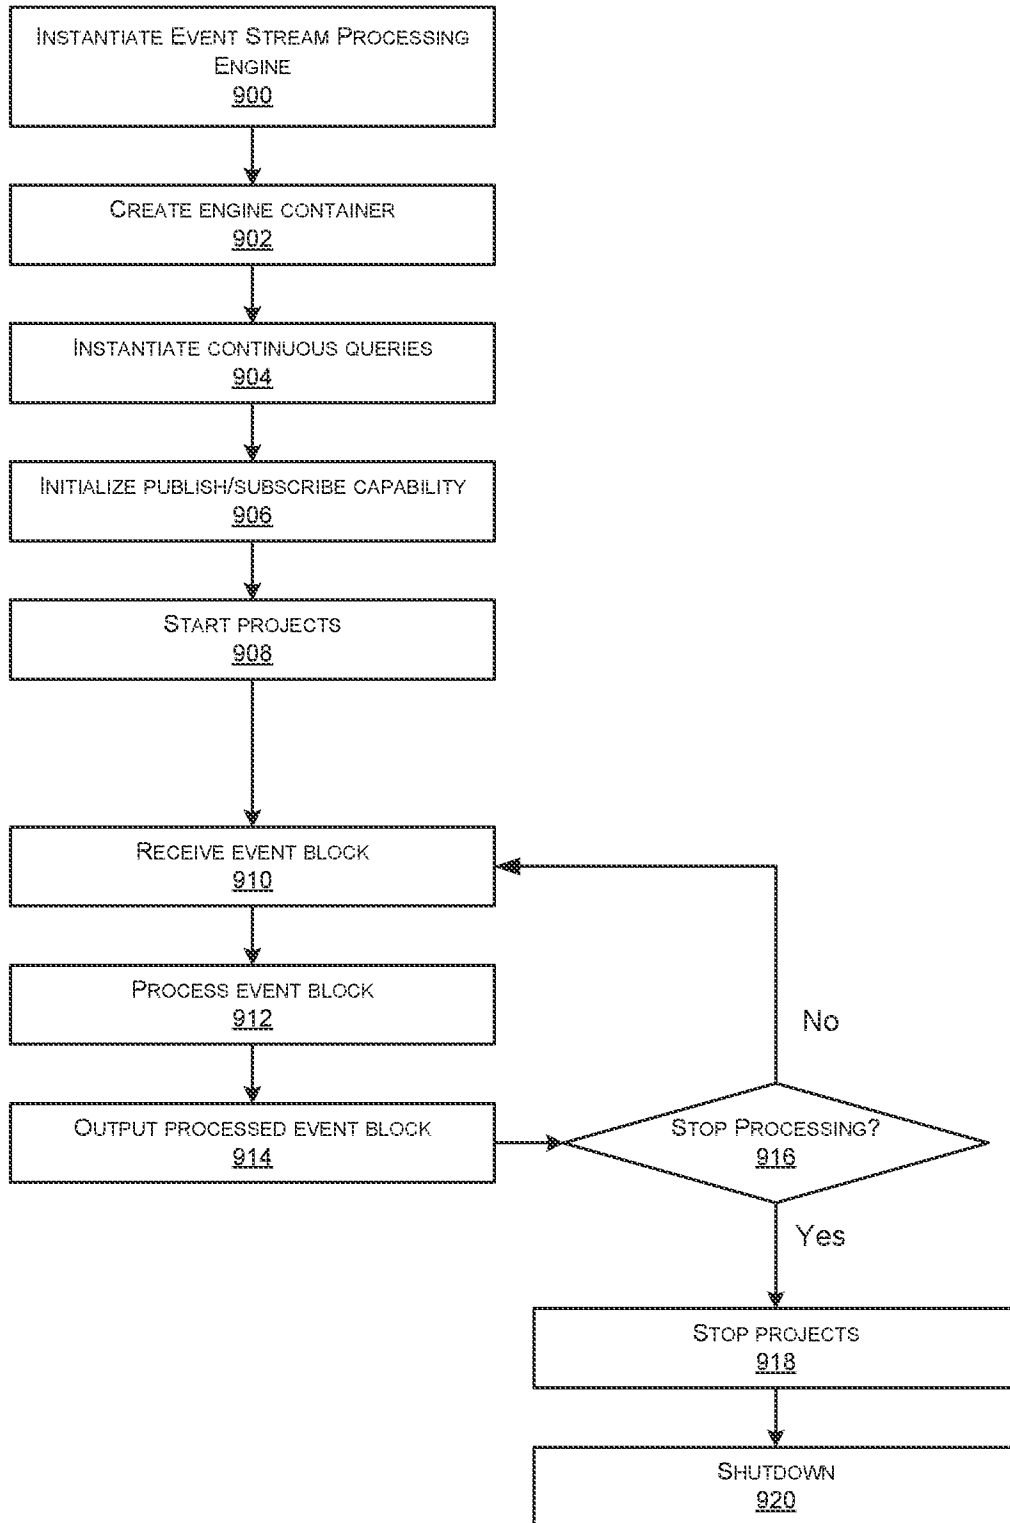 INSTANTIATE EVENT STREAM PROCESSING
ENGINE
900
CREATE ENGINE CONTAINER
902
INSTANTIATE CONTINUOUS QUERIES
904
INITIALIZE PUBLISH/SUBSCRIBE CAPABILITY
906
START PROJECTS
908
RECEIVE EVENT BLOCK
910
PROCESS EVENT BLOCK
912
No
OUTPUT PROCESSED EVENT BLOCK
914
STOP PROCESSING?
916
Yes
STOP PROJECTS
918
SHUTDOWN
920